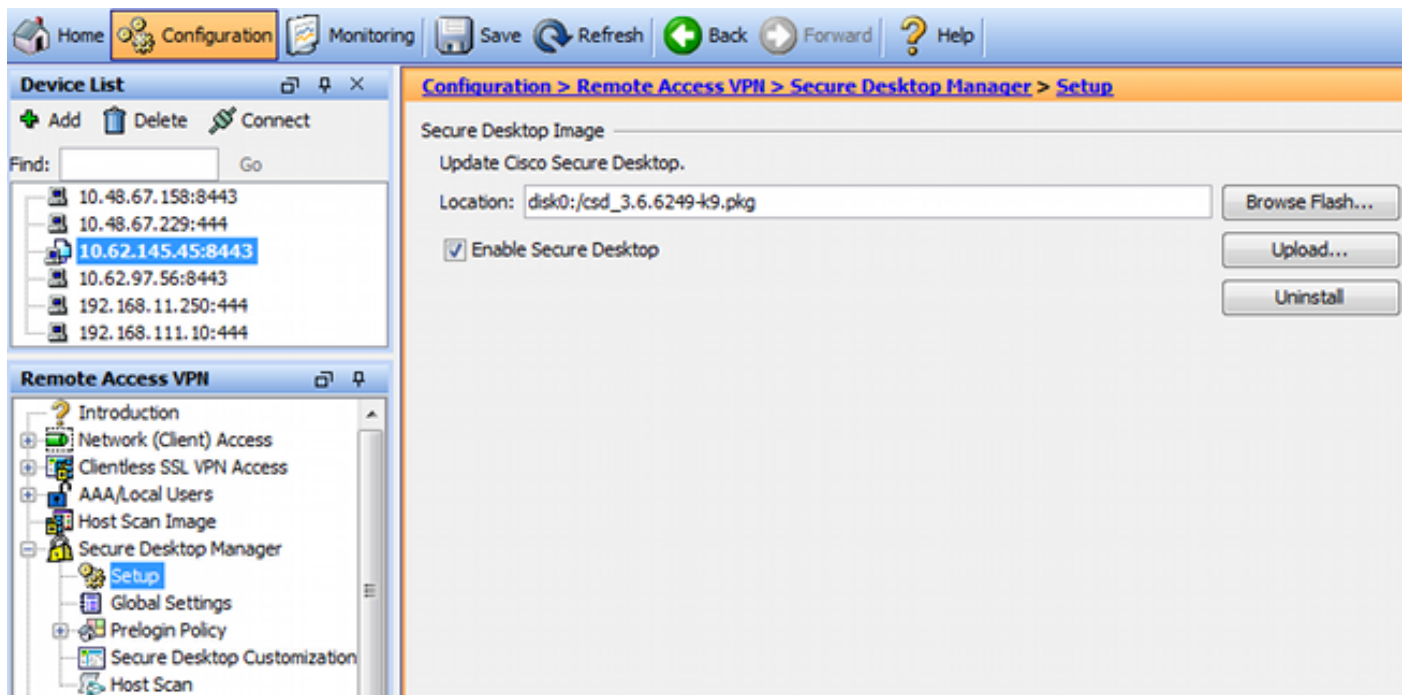 Home Configuration Monitoring Save Refresh Back Forward Help
Device List
Add Delete Connect
Find: Go
10.48.67.158:8443
10.48.67.229:444
10.62.145.45:8443
10.62.97.56:8443
192.168.11.250:444
192.168.111.10:444
Remote Access VPN
Introduction
Network (Client) Access
Clientless SSL VPN Access
AAA/Local Users
Host Scan Image
Secure Desktop Manager
Setup
Global Settings
Prelogin Policy
Secure Desktop Customization
Host Scan
Configuration > Remote Access VPN > Secure Desktop Manager > Setup
Secure Desktop Image
Update Cisco Secure Desktop.
Location: disk0:/csd_3.6.6249-k9.pkg Browse Flash...
Enable Secure Desktop Upload...
Uninstall